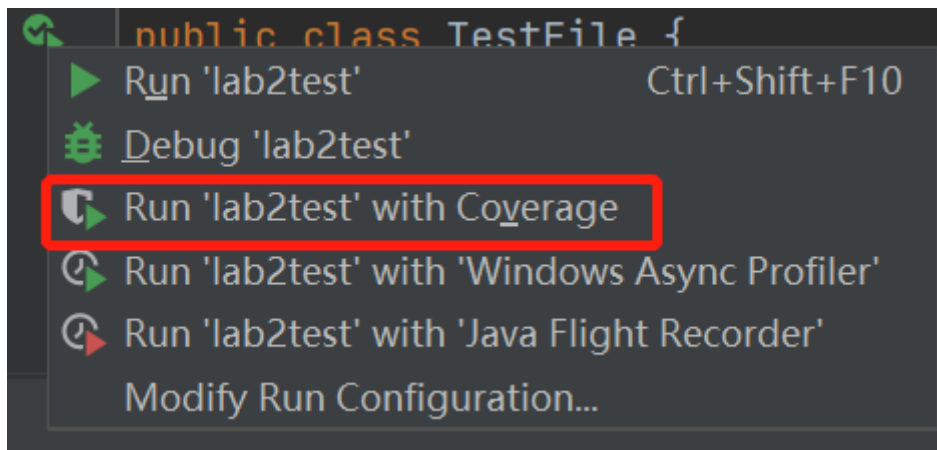 public class TestFile {
Run 'lab2test' Ctrl+Shift+F10
Debug 'lab2test'
Run 'lab2test' with Coverage
Run 'lab2test' with 'Windows Async Profiler'
Run 'lab2test' with 'Java Flight Recorder'
Modify Run Configuration...